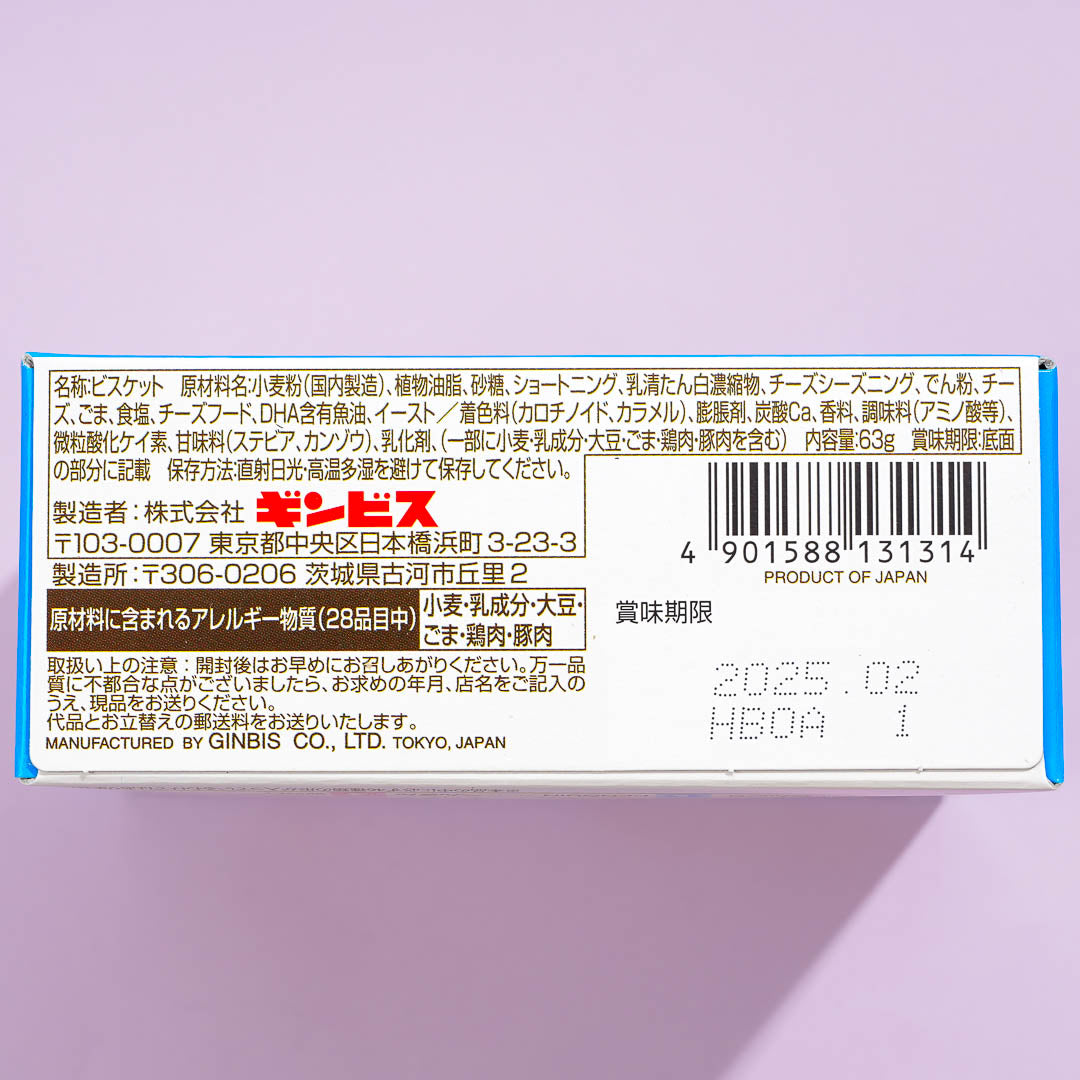 名称:ビスケット　原材料名:小麦粉(国内製造)、植物油脂、砂糖、ショートニング、乳清たん白濃縮物、チーズシーズニング、でん粉、チー
ズ、ごま、食塩、チーズフード、DHA含有魚油、イースト／着色料(カロチノイド、カラメル)、膨脹剤、炭酸Ca、香料、調味料(アミノ酸等)、
微粒酸化ケイ素、甘味料(ステビア、カンゾウ)、乳化剤、(一部に小麦・乳成分・大豆・ごま・鶏肉・豚肉を含む)　内容量:63g　賞味期限:底面
の部分に記載　保存方法:直射日光・高温多湿を避けて保存してください。
製造者:株式会社 ギンビス
〒103-0007 東京都中央区日本橋浜町3-23-3
製造所:〒306-0206 茨城県古河市丘里2
原材料に含まれるアレルギー物質(28品目中)
小麦・乳成分・大豆・
ごま・鶏肉・豚肉
取扱い上の注意:開封後はお早めにお召しあがりください。万一品
質に不都合な点がございましたら、お求めの年月、店名をご記入の
うえ、現品をお送りください。
代品とお立替えの郵送料をお送りいたします。
MANUFACTURED BY GINBIS CO., LTD. TOKYO, JAPAN
4 901588 131314
PRODUCT OF JAPAN
賞味期限
2025.02
HBOA 1